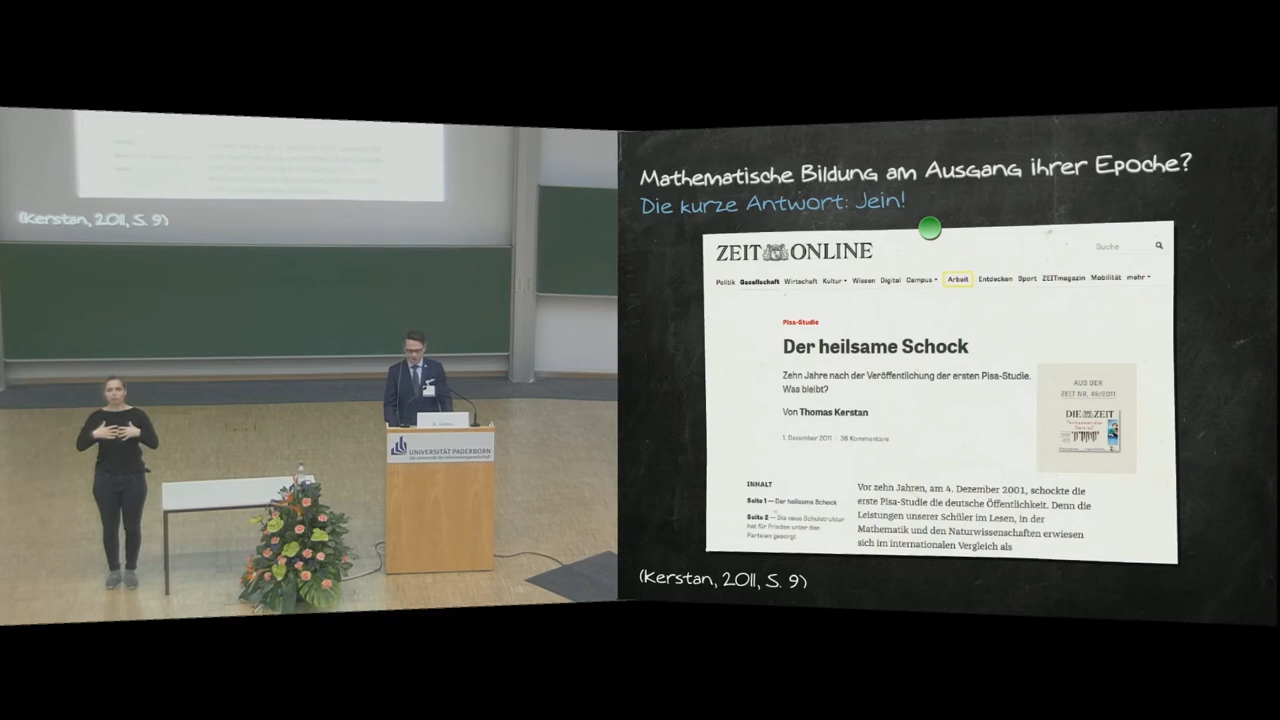 (Kerstan, 2011, S. 9)
UNIVERSITÄT PADERBORN
Die Universität der Informationsgesellschaft
Mathematische Bildung am Ausgang ihrer Epoche?
Die kurze Antwort: Jein!
ZEIT ONLINE
Suche
Politik Gesellschaft Wirtschaft Kultur Wissen Digital Campus Arbeit Entdecken Sport ZEITmagazin Mobilität mehr
Pisa-Studie
Der heilsame Schock
Zehn Jahre nach der Veröffentlichung der ersten Pisa-Studie.
Was bleibt?
Von Thomas Kerstan
1. Dezember 2011 36 Kommentare
AUS DER
ZEIT NR. 49/2011
DIE ZEIT
INHALT
Seite 1 — Der heilsame Schock
Seite 2 — Die neue Schulstruktur
hat für Frieden unter den
Parteien gesorgt
Vor zehn Jahren, am 4. Dezember 2001, schockte die
erste Pisa-Studie die deutsche Öffentlichkeit. Denn die
Leistungen unserer Schüler im Lesen, in der
Mathematik und den Naturwissenschaften erwiesen
sich im internationalen Vergleich als
(Kerstan, 2011, S. 9)